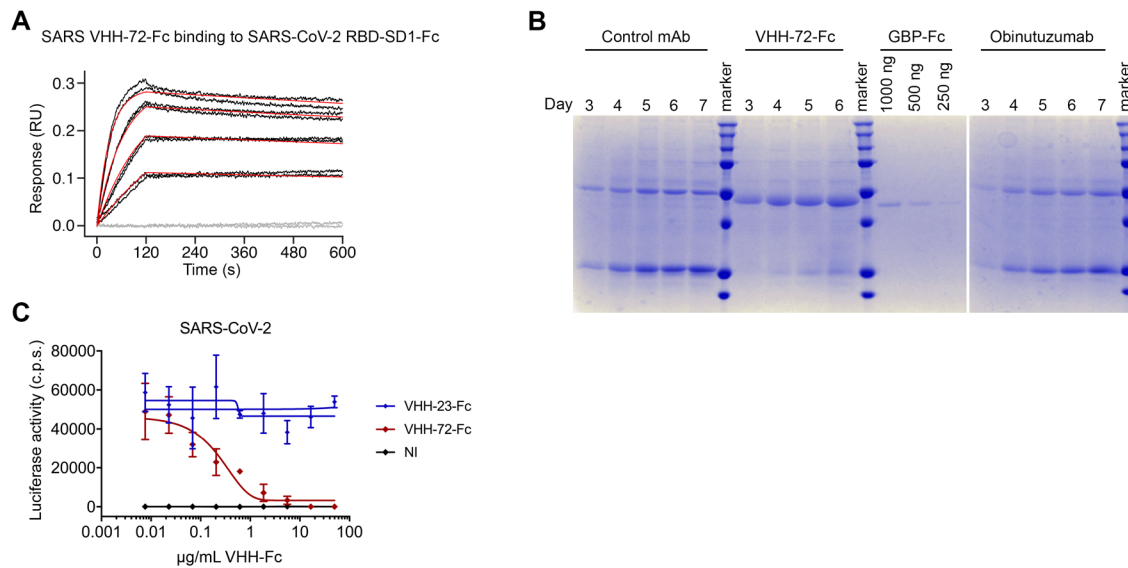 A
SARS VHH-72-Fc binding to SARS-CoV-2 RBD-SD1-Fc
Response (RU)
0.3
0.2
0.1
0.0
0 120 240 360 480 600
Time (s)
B
Control mAb VHH-72-Fc GBP-Fc Obinutuzumab
Day 3 4 5 6 7 marker 3 4 5 6 marker 1000 ng 500 ng 250 ng 3 4 5 6 7 marker
C
SARS-CoV-2
Luciferase activity (c.p.s.)
80000
60000
40000
20000
0
0.001 0.01 0.1 1 10 100
µg/mL VHH-Fc
VHH-23-Fc
VHH-72-Fc
NI